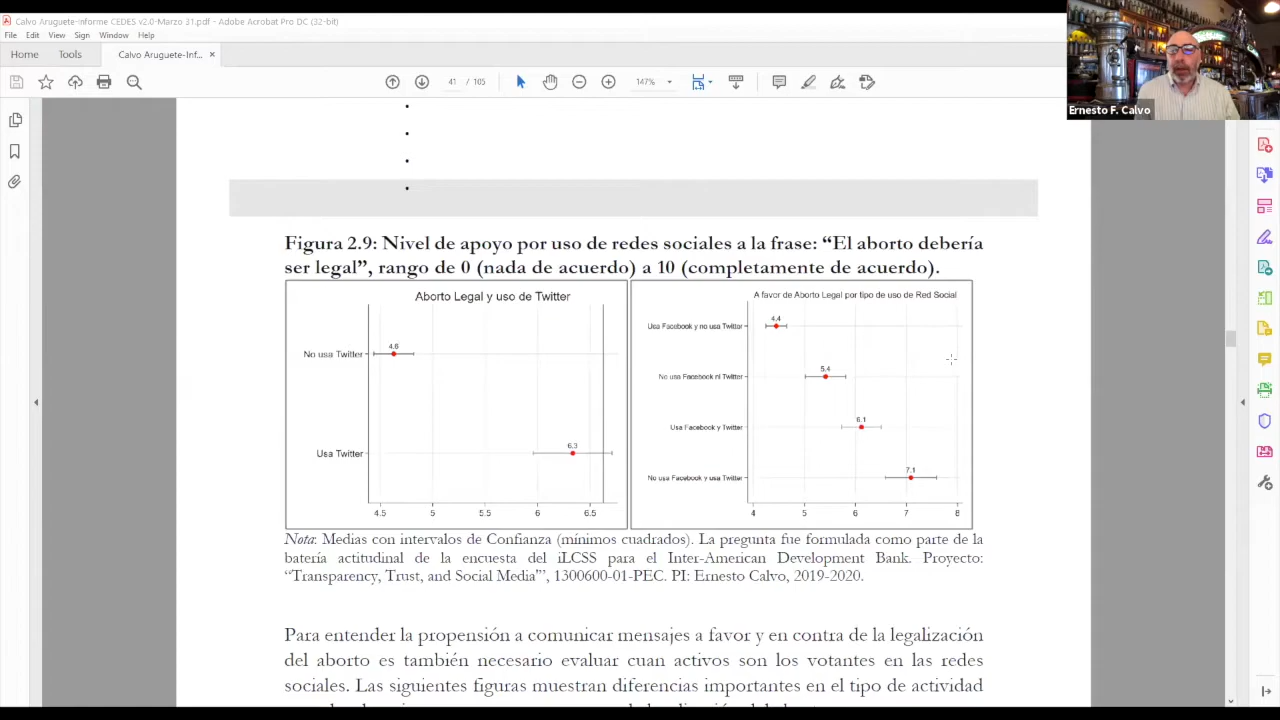 Calvo Aruguete-Informe CEDES v2.0-Marzo 31.pdf - Adobe Acrobat Pro DC (32-bit)
File Edit View Sign Window Help
Home Tools Calvo Aruguete-Inf... ×
41 / 105 147%
Ernesto F. Calvo
Figura 2.9: Nivel de apoyo por uso de redes sociales a la frase: “El aborto debería
ser legal”, rango de 0 (nada de acuerdo) a 10 (completamente de acuerdo).
Aborto Legal y uso de Twitter
No usa Twitter
4.6
Usa Twitter
6.3
4.5 5 5.5 6 6.5
A favor de Aborto Legal por tipo de uso de Red Social
Usa Facebook y no usa Twitter
4.4
No usa Facebook ni Twitter
5.4
Usa Facebook y Twitter
6.1
No usa Facebook y usa Twitter
7.1
4 5 6 7 8
Nota: Medias con intervalos de Confianza (mínimos cuadrados). La pregunta fue formulada como parte de la
batería actitudinal de la encuesta del iLCSS para el Inter-American Development Bank. Proyecto:
“Transparency, Trust, and Social Media”’, 1300600-01-PEC. PI: Ernesto Calvo, 2019-2020.
Para entender la propensión a comunicar mensajes a favor y en contra de la legalización
del aborto es también necesario evaluar cuan activos son los votantes en las redes
sociales. Las siguientes figuras muestran diferencias importantes en el tipo de actividad